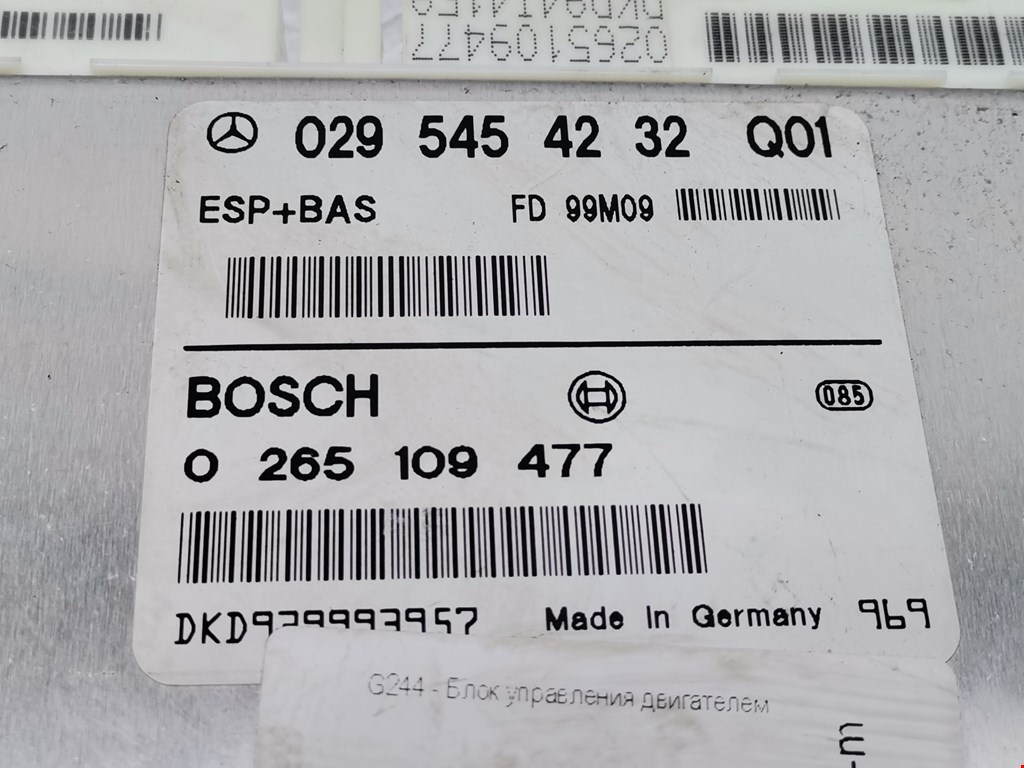 0265109477
029 545 42 32 Q01
ESP+BAS FD 99M09
BOSCH
085
0 265 109 477
Made In Germany 969
G244 - Блок управления двигателем